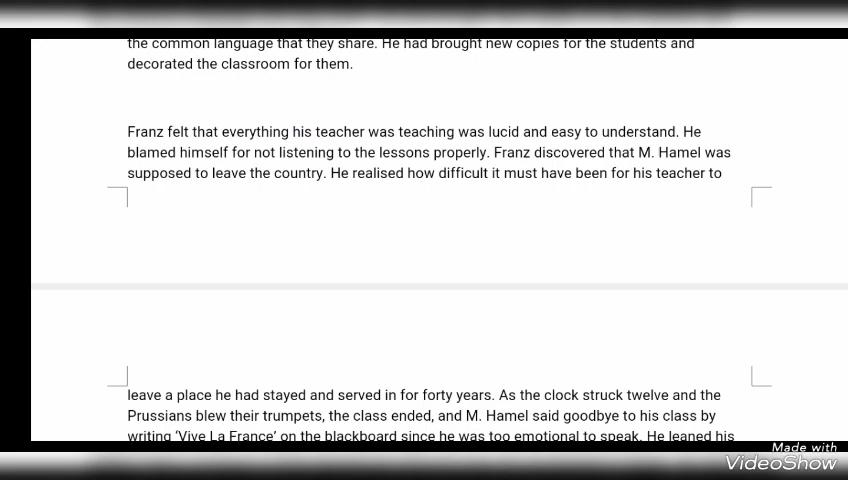 the common language that they share. He had brought new copies for the students and
decorated the classroom for them.
Franz felt that everything his teacher was teaching was lucid and easy to understand. He
blamed himself for not listening to the lessons properly. Franz discovered that M. Hamel was
supposed to leave the country. He realised how difficult it must have been for his teacher to
leave a place he had stayed and served in for forty years. As the clock struck twelve and the
Prussians blew their trumpets, the class ended, and M. Hamel said goodbye to his class by
writing ‘Vive La France’ on the blackboard since he was too emotional to speak. He leaned his
Made with
VideoShow